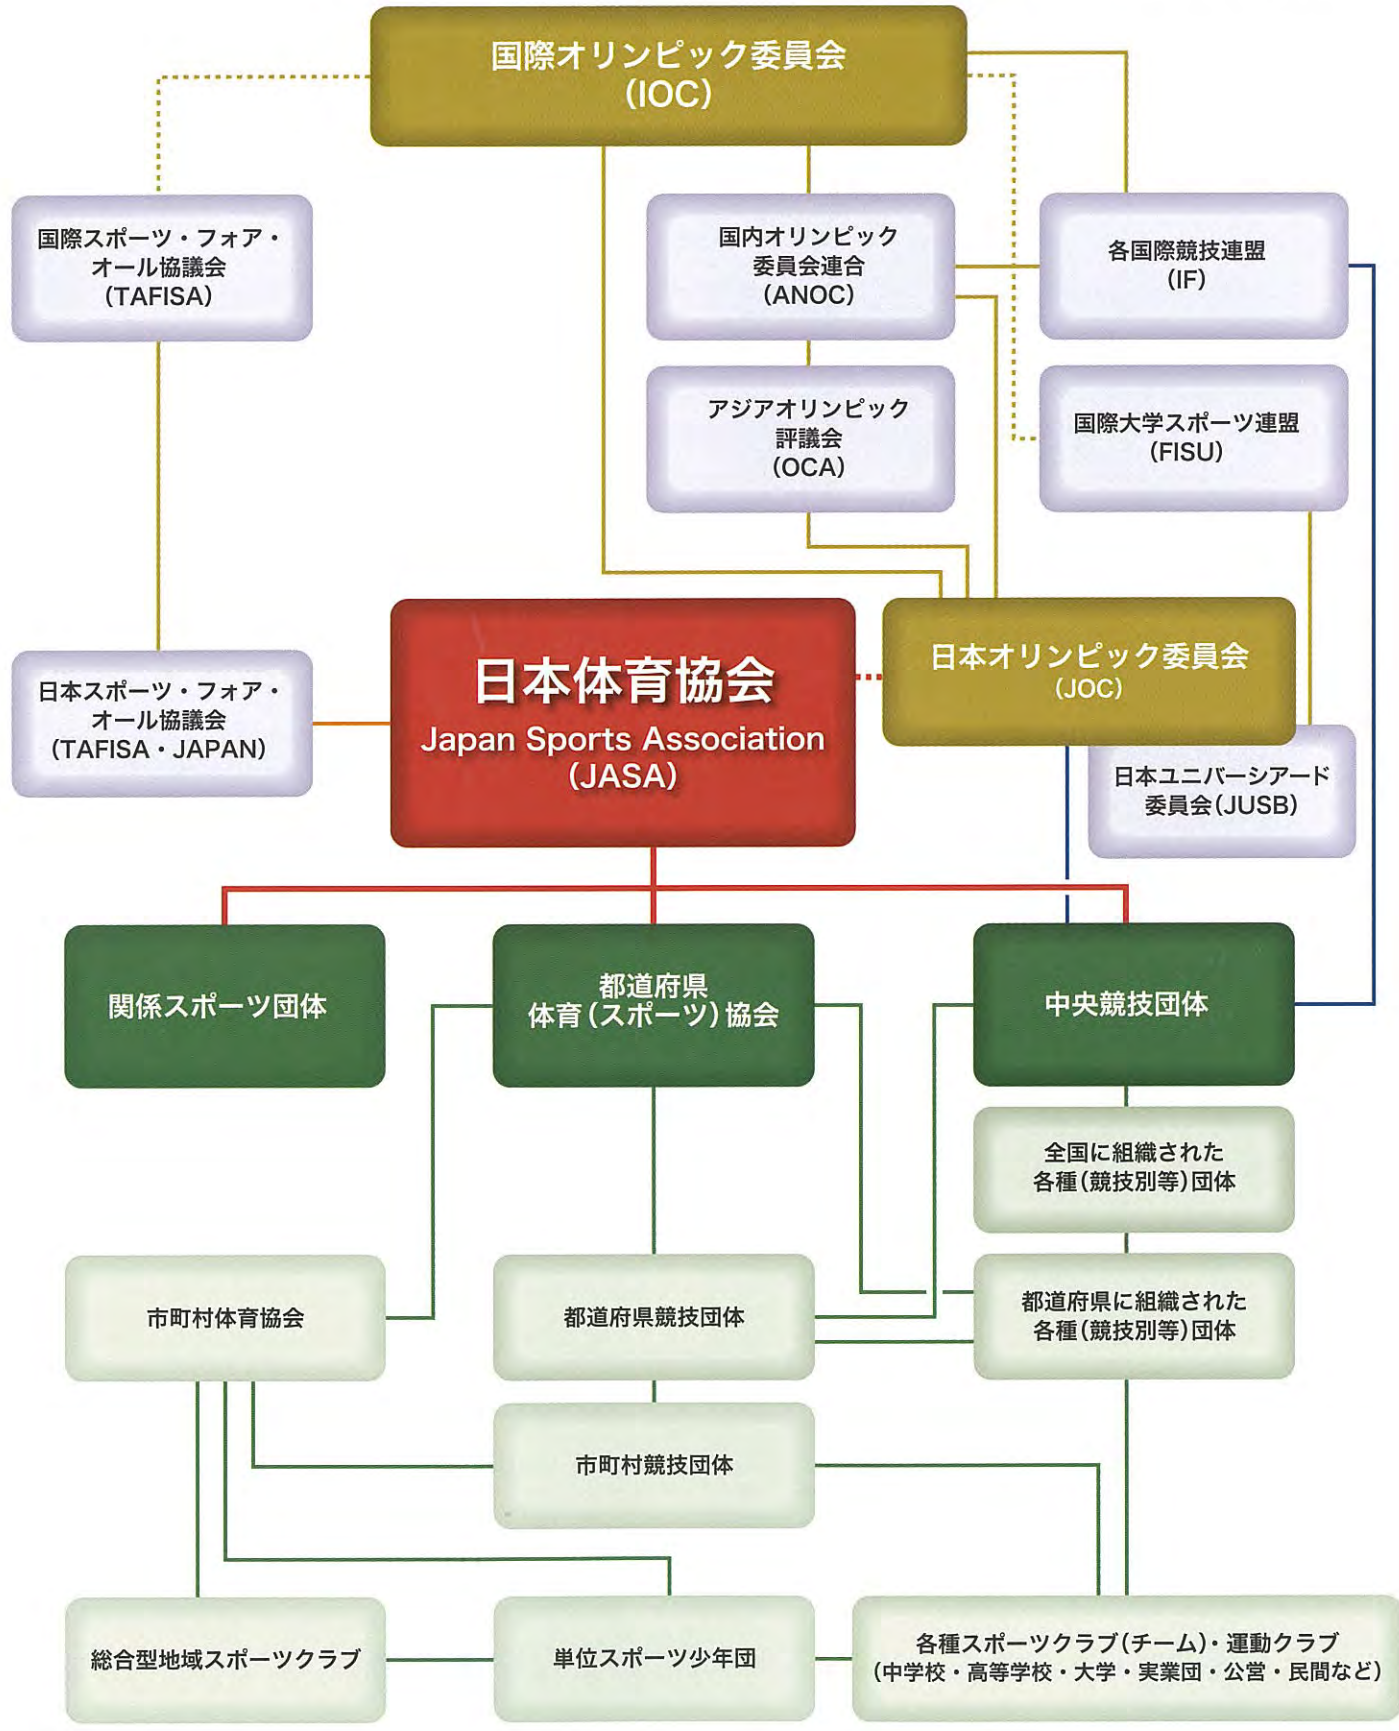 国際オリンピック委員会
(IOC)
国際スポーツ・フォア・
オール協議会
(TAFISA)
国内オリンピック
委員会連合
(ANOC)
各国際競技連盟
(IF)
アジアオリンピック
評議会
(OCA)
国際大学スポーツ連盟
(FISU)
日本スポーツ・フォア・
オール協議会
(TAFISA・JAPAN)
日本体育協会
Japan Sports Association
(JASA)
日本オリンピック委員会
(JOC)
日本ユニバーシアード
委員会(JUSB)
関係スポーツ団体
都道府県
体育(スポーツ)協会
中央競技団体
全国に組織された
各種(競技別等)団体
市町村体育協会
都道府県競技団体
都道府県に組織された
各種(競技別等)団体
市町村競技団体
総合型地域スポーツクラブ
単位スポーツ少年団
各種スポーツクラブ(チーム)・運動クラブ
(中学校・高等学校・大学・実業団・公営・民間など)